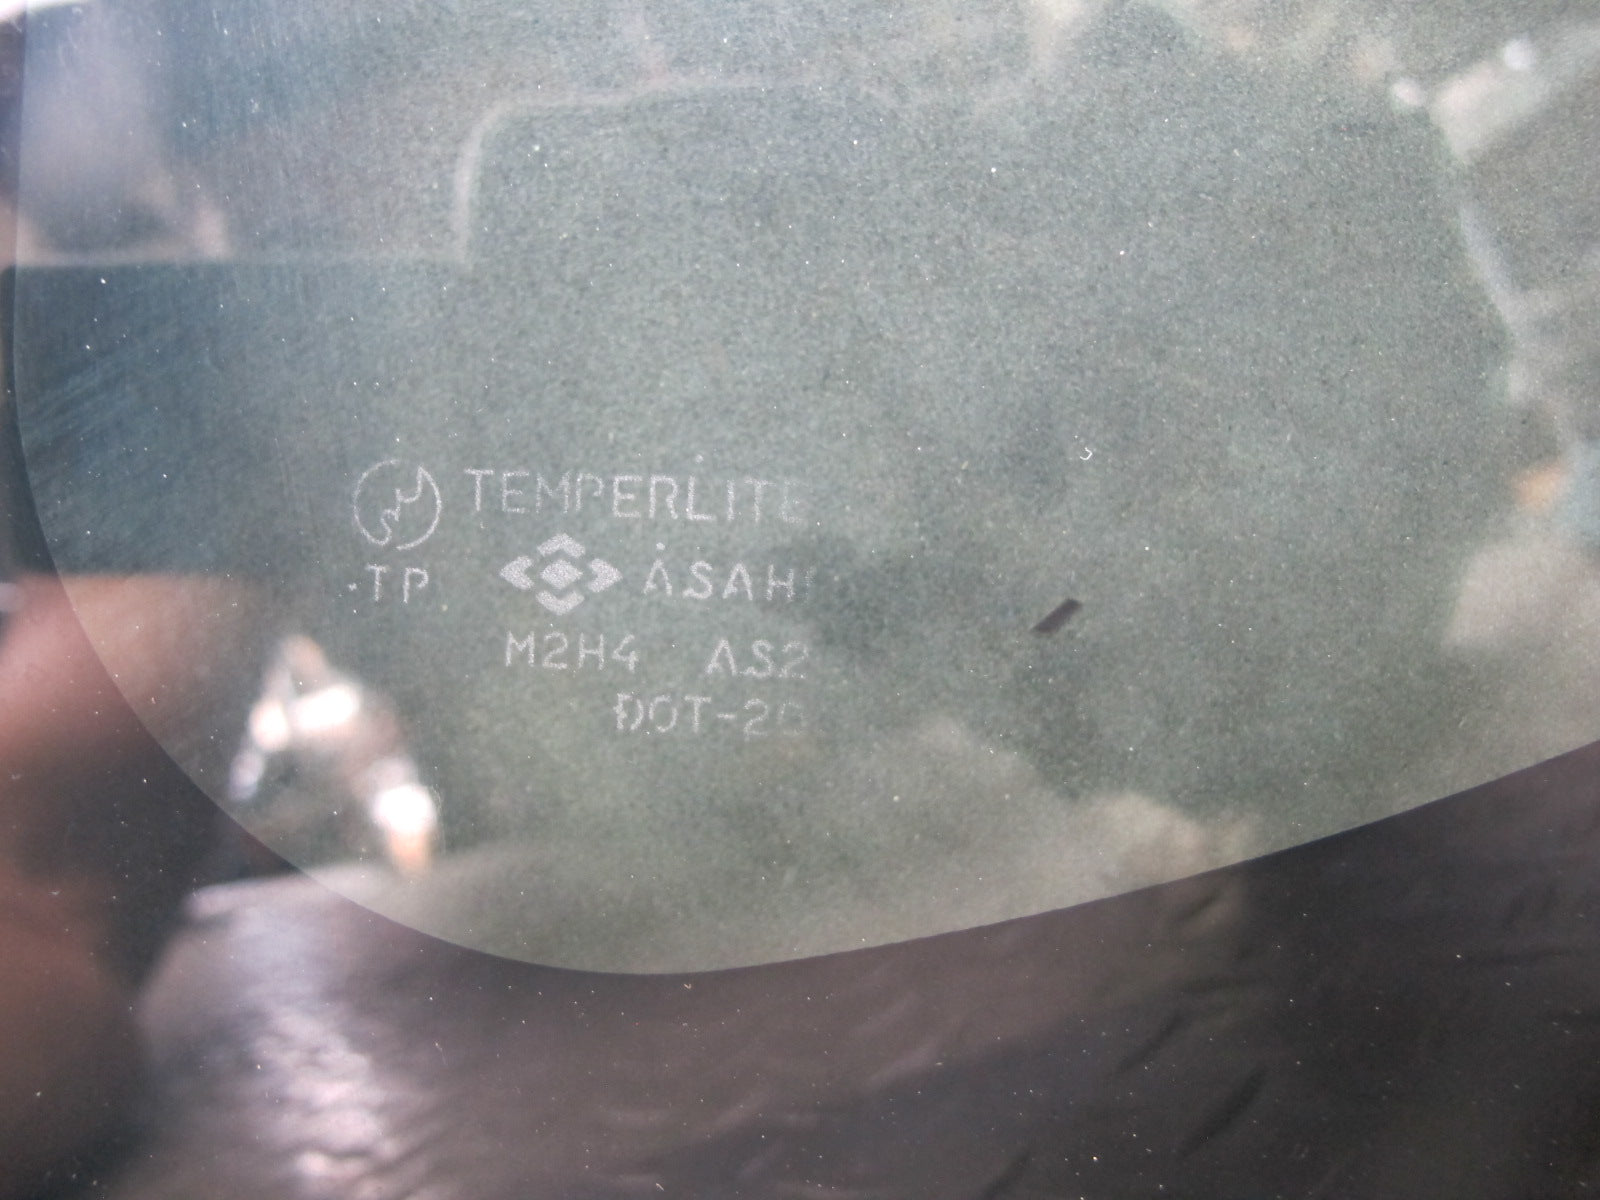 TEMPERLITE
TP ASAHI
M2H4 AS2
DOT-20